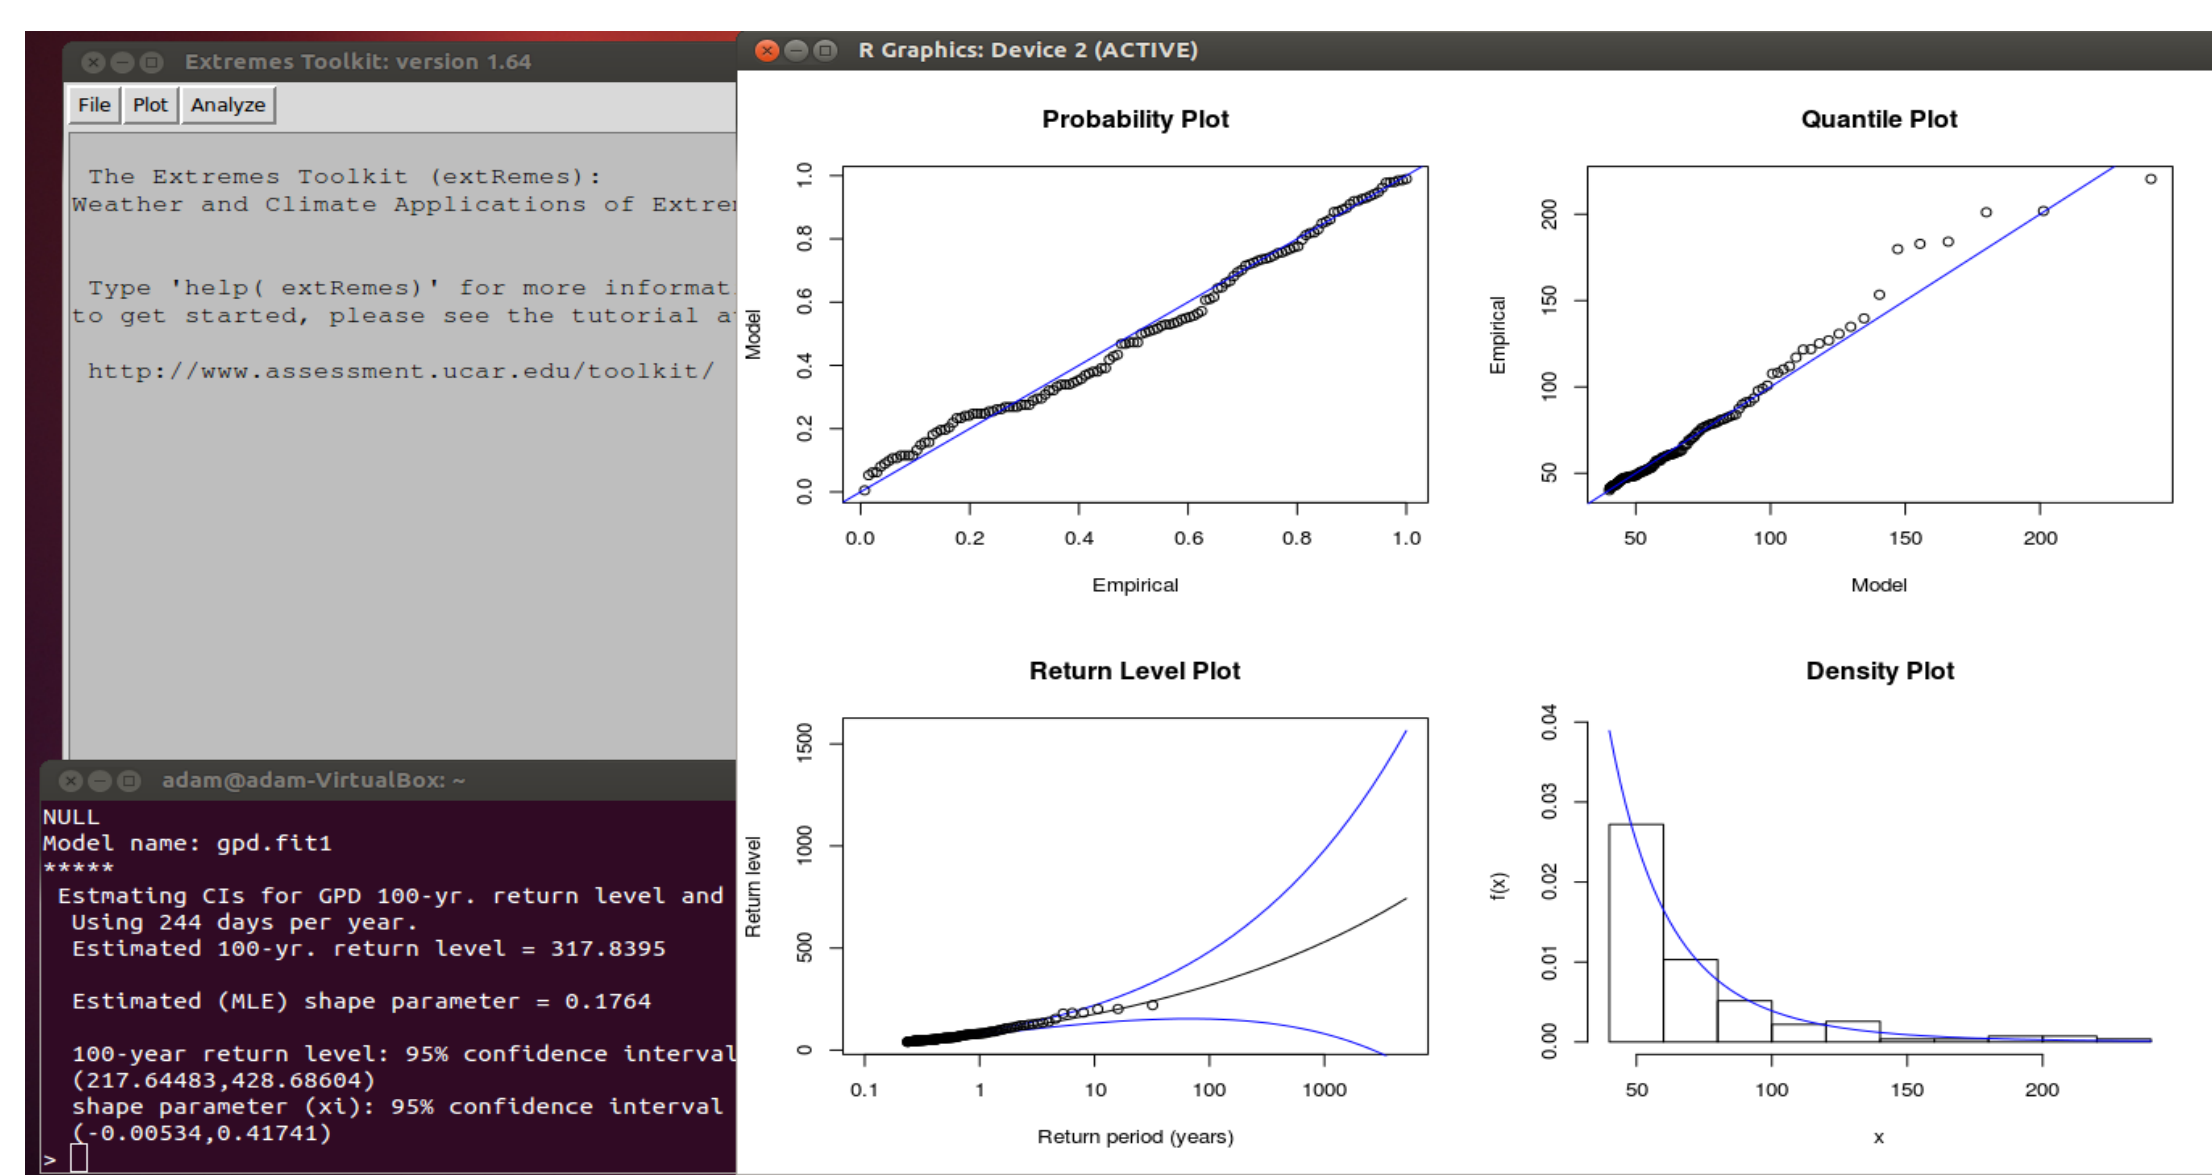 Extremes Toolkit: version 1.64
File Plot Analyze
The Extremes Toolkit (extRemes):
Weather and Climate Applications of
Type 'help( extRemes)' for more
to get started, please see the tutorial
http://www.assessment.ucar.edu/toolkit/
adam@adam-VirtualBox: ~
NULL
Model name: gpd.fit1
*****
Estmating CIs for GPD 100-yr. return level and
Using 244 days per year.
Estimated 100-yr. return level = 317.8395
Estimated (MLE) shape parameter = 0.1764
100-year return level: 95% confidence interval
(217.64483,428.68604)
shape parameter (xi): 95% confidence interval
(-0.00534,0.41741)
>
R Graphics: Device 2 (ACTIVE)
Probability Plot
Model
0.0 0.2 0.4 0.6 0.8 1.0
0.0 0.2 0.4 0.6 0.8 1.0
Empirical
Quantile Plot
Empirical
50 100 150 200
50 100 150 200
Model
Return Level Plot
Return level
0 500 1000 1500
0.1 1 10 100 1000
Return period (years)
Density Plot
f(x)
0.00 0.01 0.02 0.03 0.04
50 100 150 200
x